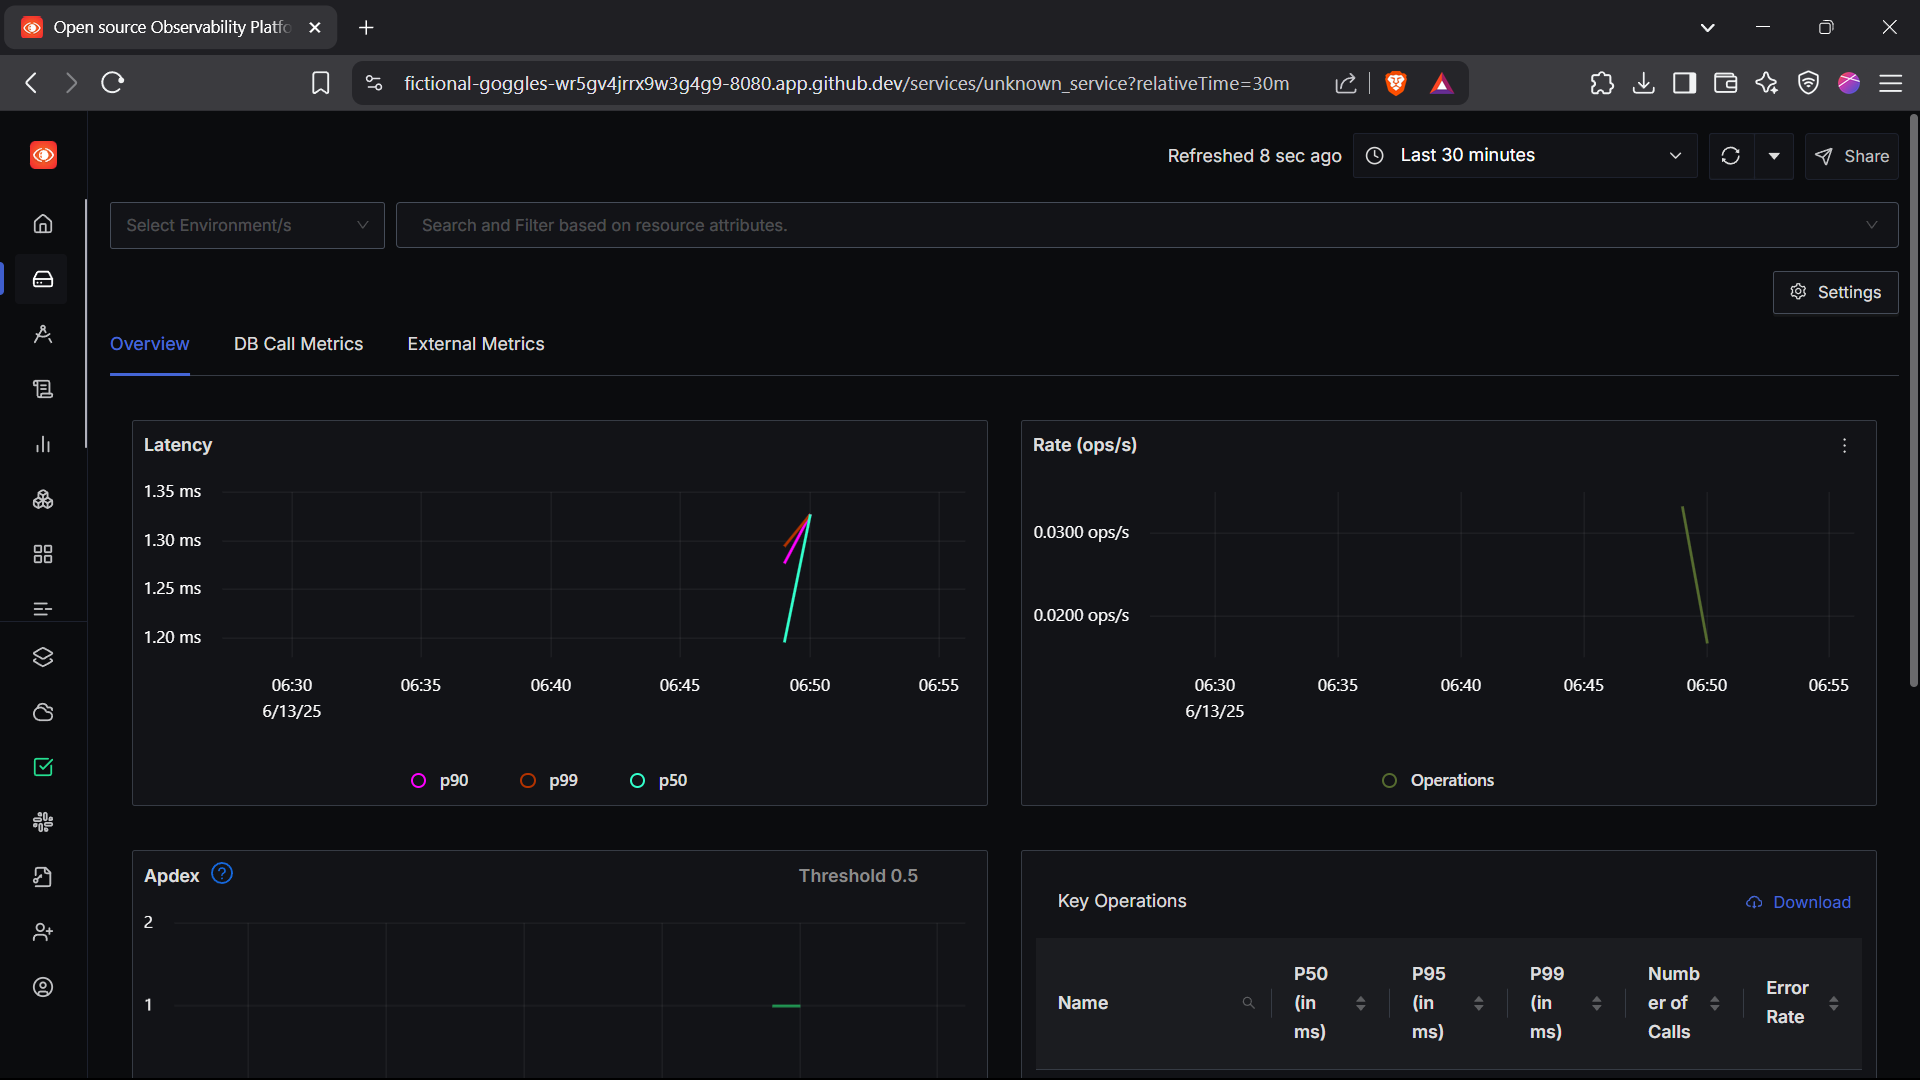 Open source Observability Platfo
fictional-goggles-wr5gv4jrrx9w3g4g9-8080.app.github.dev/services/unknown_service?relativeTime=30m
Refreshed 8 sec ago
Last 30 minutes
Share
Select Environment/s
Search and Filter based on resource attributes.
Settings
Overview
DB Call Metrics
External Metrics
Latency
1.35 ms
1.30 ms
1.25 ms
1.20 ms
06:30
06:35
06:40
06:45
06:50
06:55
6/13/25
p90
p99
p50
Rate (ops/s)
0.0300 ops/s
0.0200 ops/s
06:30
06:35
06:40
06:45
06:50
06:55
6/13/25
Operations
Apdex
?
Threshold 0.5
2
1
Key Operations
Download
Name
P50
(in
ms)
P95
(in
ms)
P99
(in
ms)
Numb
er of
Calls
Error
Rate